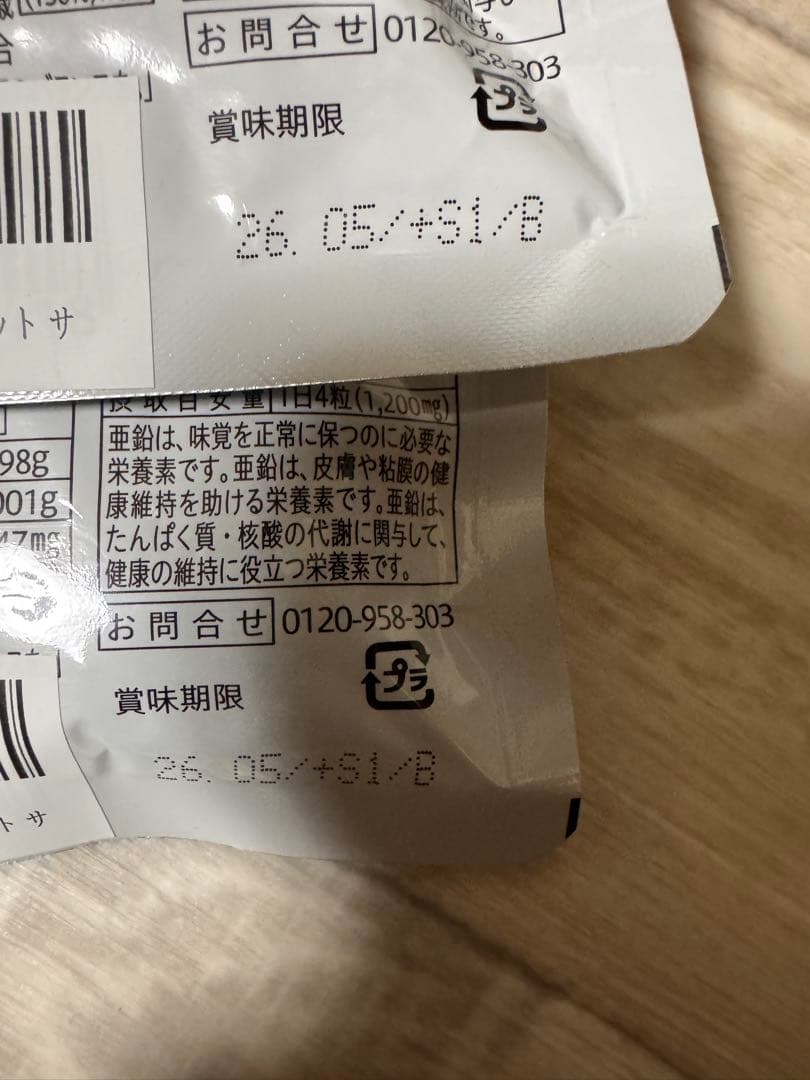 お問合せ 0120-958-303
プラ
賞味期限
26. 05/+S1/B
ットサ
摂取目安量 1日4粒(1,200mg)
98g
001g
47mg
亜鉛は、味覚を正常に保つのに必要な
栄養素です。亜鉛は、皮膚や粘膜の健
康維持を助ける栄養素です。亜鉛は、
たんぱく質・核酸の代謝に関与して、
健康の維持に役立つ栄養素です。
お問合せ 0120-958-303
プラ
賞味期限
26. 05/+S1/B
トサ